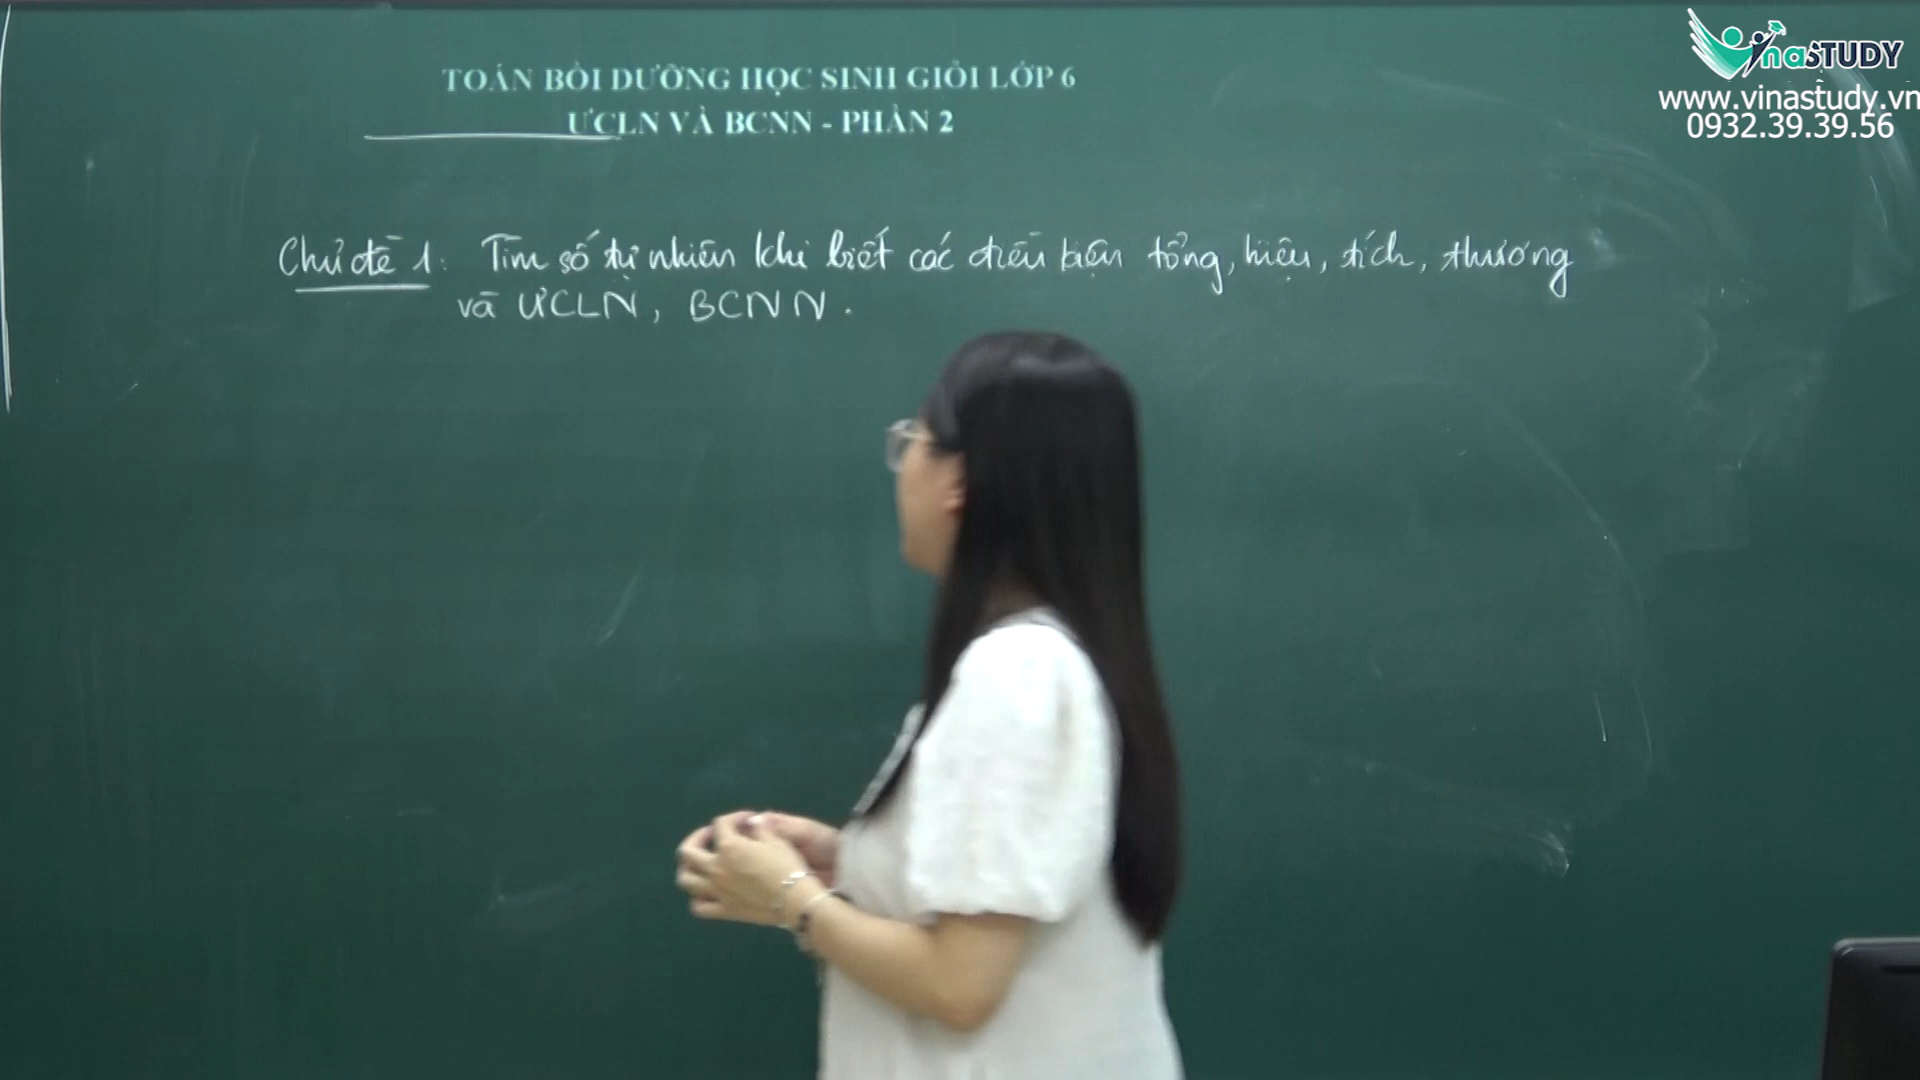 VinaSTUDY
www.vinastudy.vn
0932.39.39.56
TOÁN BỒI DƯỠNG HỌC SINH GIỎI LỚP 6
ƯCLN VÀ BCNN - PHẦN 2
Chủ đề 1: Tìm số tự nhiên khi biết các điều kiện tổng, hiệu, tích, thương
và ƯCLN, BCNN.